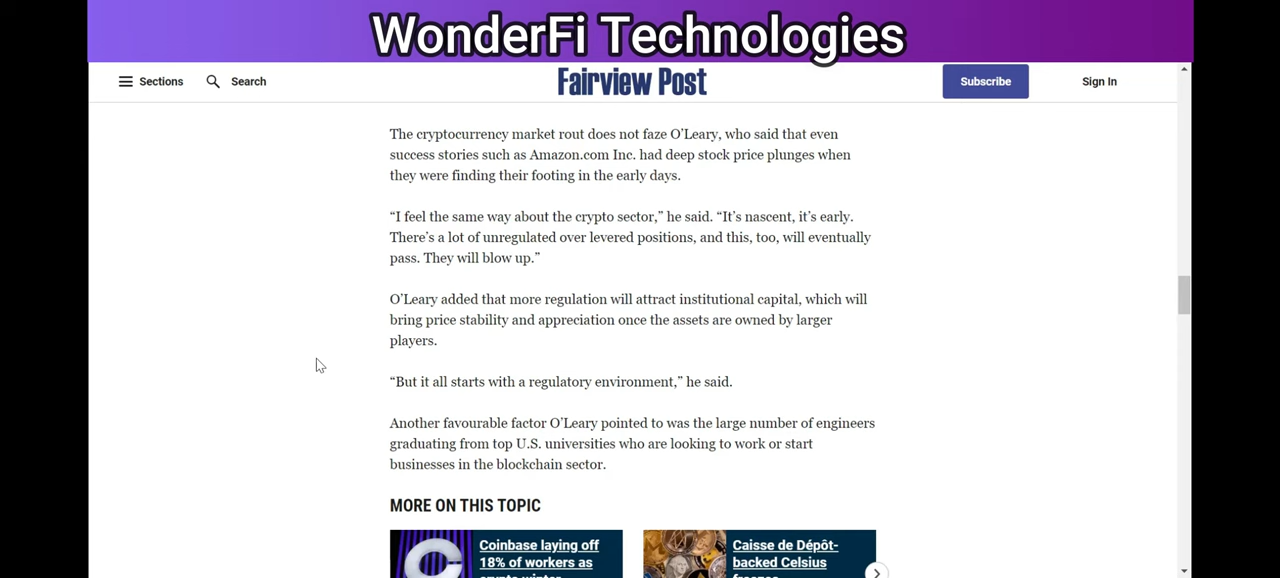 WonderFi Technologies
Sections
Search
Fairview Post
Subscribe
Sign In
The cryptocurrency market rout does not faze O’Leary, who said that even
success stories such as Amazon.com Inc. had deep stock price plunges when
they were finding their footing in the early days.
“I feel the same way about the crypto sector,” he said. “It’s nascent, it’s early.
There’s a lot of unregulated over levered positions, and this, too, will eventually
pass. They will blow up.”
O’Leary added that more regulation will attract institutional capital, which will
bring price stability and appreciation once the assets are owned by larger
players.
“But it all starts with a regulatory environment,” he said.
Another favourable factor O’Leary pointed to was the large number of engineers
graduating from top U.S. universities who are looking to work or start
businesses in the blockchain sector.
MORE ON THIS TOPIC
Coinbase laying off
18% of workers as
crypto winter
Caisse de Dépôt-
backed Celsius
freezes